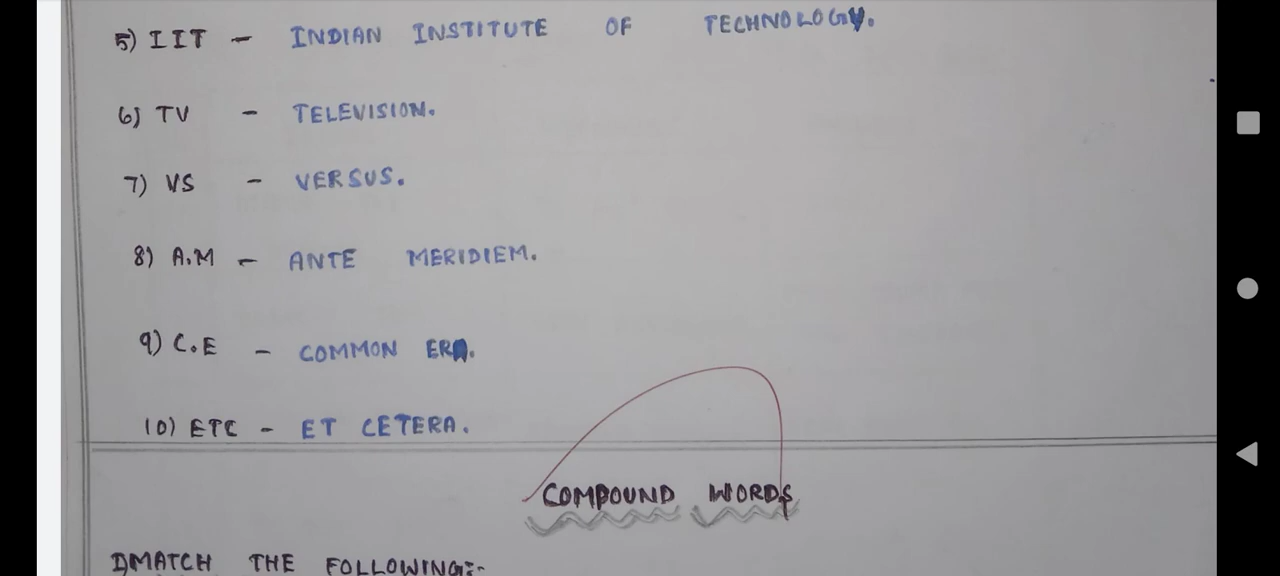 5) IIT - INDIAN INSTITUTE OF TECHNOLOGY.
6) TV - TELEVISION.
7) VS - VERSUS.
8) A.M - ANTE MERIDIEM.
9) C.E - COMMON ERA.
10) ETC - ET CETERA.
COMPOUND WORDS
1) MATCH THE FOLLOWING:-